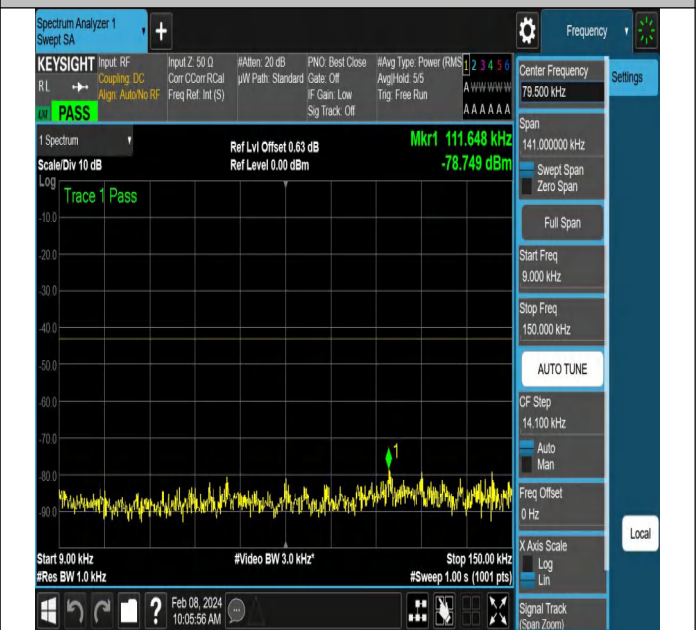 Spectrum Analyzer 1
Swept SA
+
Frequency
KEYSIGHT
RL
LXI
PASS
Input: RF
Coupling: DC
Align: Auto/No RF
Input Z: 50 Ω
Corr CCorr RCal
Freq Ref: Int (S)
#Atten: 20 dB
µW Path: Standard
PNO: Best Close
Gate: Off
IF Gain: Low
Sig Track: Off
#Avg Type: Power (RMS
Avg|Hold: 5/5
Trig: Free Run
1 2 3 4 5 6
A W W W W W
A A A A A A
1 Spectrum
Scale/Div 10 dB
Ref Lvl Offset 0.63 dB
Ref Level 0.00 dBm
Mkr1 111.648 kHz
-78.749 dBm
Log
Trace 1 Pass
-10.0
-20.0
-30.0
-40.0
-50.0
-60.0
-70.0
-80.0
-90.0
1
Start 9.00 kHz
#Res BW 1.0 kHz
#Video BW 3.0 kHz*
Stop 150.00 kHz
#Sweep 1.00 s (1001 pts)
Feb 08, 2024
10:05:56 AM
Center Frequency
79.500 kHz
Span
141.000000 kHz
Swept Span
Zero Span
Full Span
Start Freq
9.000 kHz
Stop Freq
150.000 kHz
AUTO TUNE
CF Step
14.100 kHz
Auto
Man
Freq Offset
0 Hz
X Axis Scale
Log
Lin
Signal Track
(Span Zoom)
Settings
Local